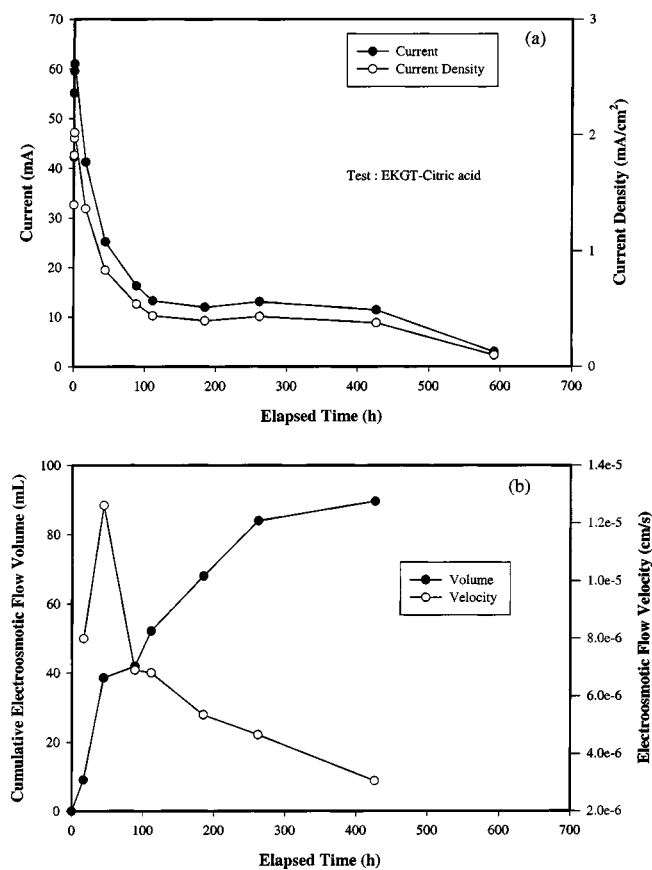 (a)
Current
Current Density
Test : EKGT-Citric acid
Current (mA)
70
60
50
40
30
20
10
0
Current Density (mA/cm²)
3
2
1
0
0 100 200 300 400 500 600 700
Elapsed Time (h)
(b)
Volume
Velocity
Cumulative Electroosmotic Flow Volume (mL)
100
80
60
40
20
0
Electroosmotic Flow Velocity (cm/s)
1.4e-5
1.2e-5
1.0e-5
8.0e-6
6.0e-6
4.0e-6
2.0e-6
0 100 200 300 400 500 600 700
Elapsed Time (h)